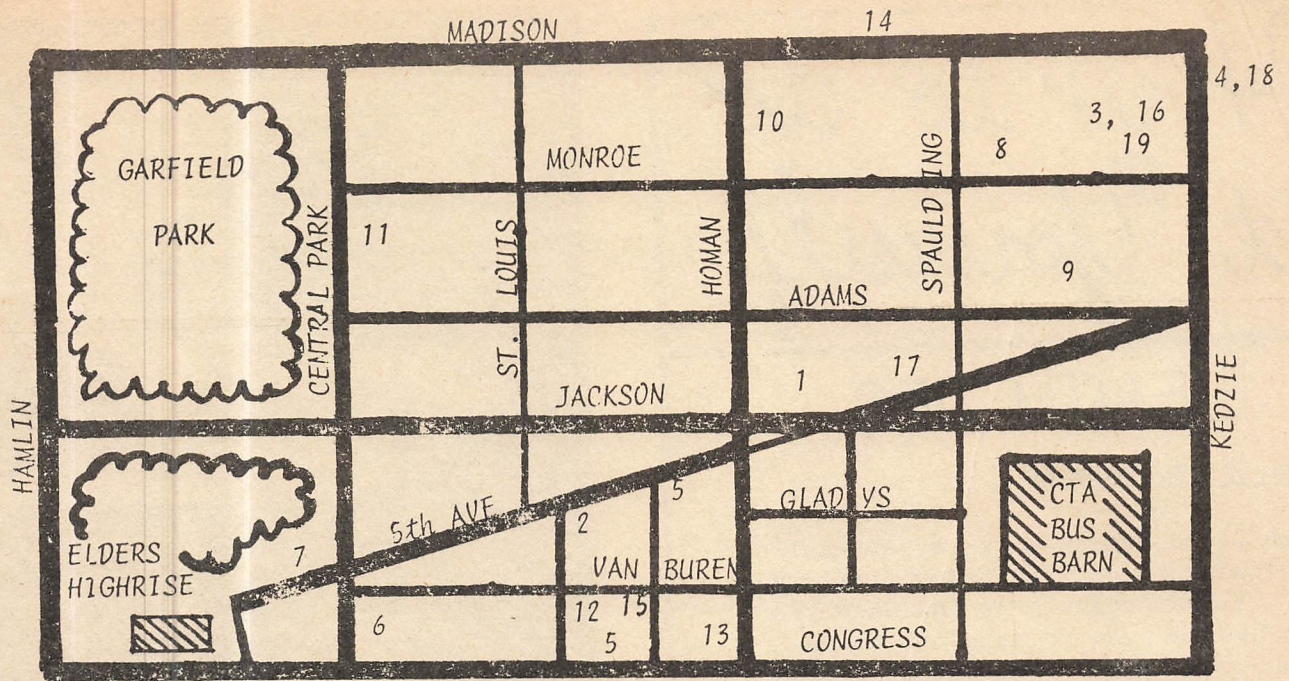 MADISON
14
4,18
10
3, 16
19
8
GARFIELD
PARK
MONROE
11
CENTRAL PARK
ST. LOUIS
HOMAN
SPAULDING
9
ADAMS
1
17
JACKSON
HAMLIN
KEDZIE
5th AVE
2
5
GLADYS
CTA
BUS
BARN
ELDERS
HIGHRISE
7
VAN BUREN
6
12 15
5
13
CONGRESS